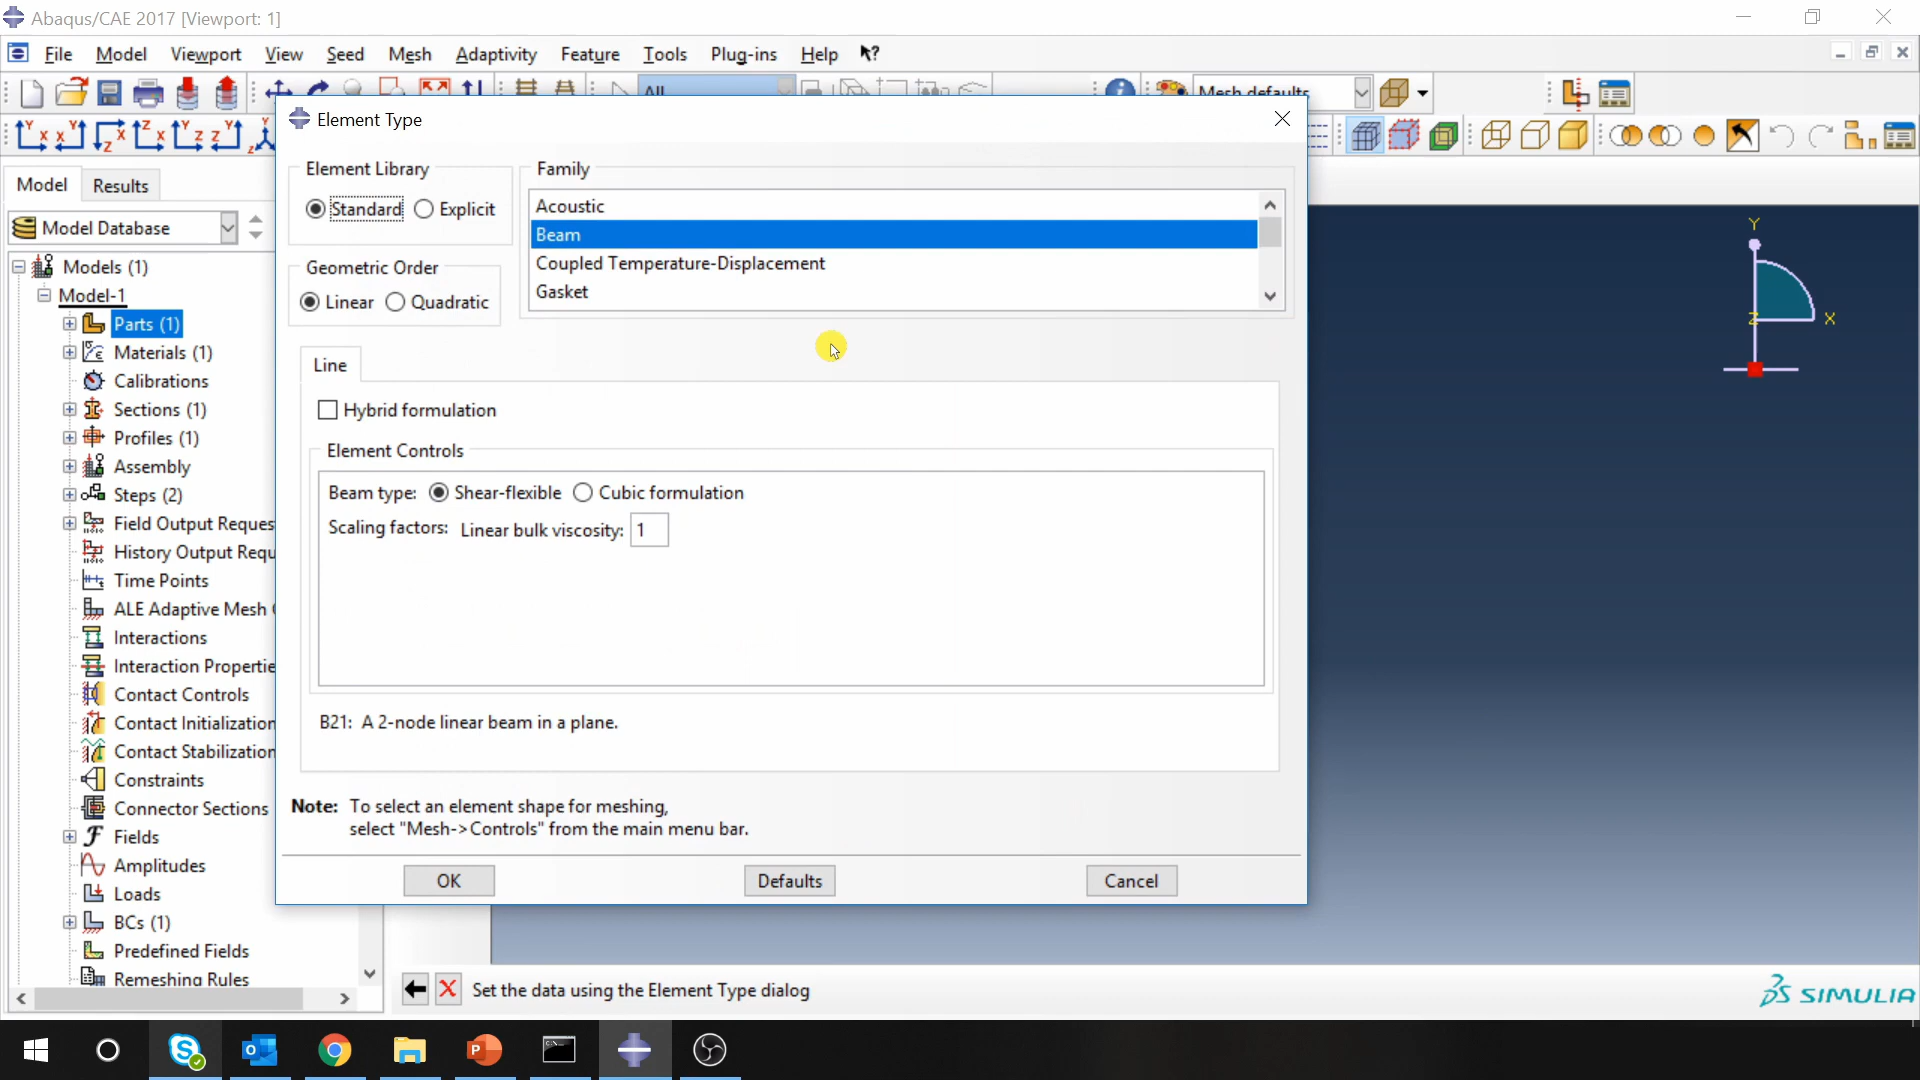 Abaqus/CAE 2017 [Viewport: 1]
File Model Viewport View Seed Mesh Adaptivity Feature Tools Plug-ins Help
All
Mesh defaults
Element Type
Model Results
Model Database
Models (1)
Model-1
Parts (1)
Materials (1)
Calibrations
Sections (1)
Profiles (1)
Assembly
Steps (2)
Field Output Reques
History Output Requ
Time Points
ALE Adaptive Mesh
Interactions
Interaction Propertie
Contact Controls
Contact Initialization
Contact Stabilization
Constraints
Connector Sections
Fields
Amplitudes
Loads
BCs (1)
Predefined Fields
Remeshing Rules
Element Library
Standard Explicit
Geometric Order
Linear Quadratic
Family
Acoustic
Beam
Coupled Temperature-Displacement
Gasket
Line
Hybrid formulation
Element Controls
Beam type: Shear-flexible Cubic formulation
Scaling factors: Linear bulk viscosity: 1
B21: A 2-node linear beam in a plane.
Note: To select an element shape for meshing,
select "Mesh->Controls" from the main menu bar.
OK Defaults Cancel
Y
Z X
Set the data using the Element Type dialog
SIMULIA